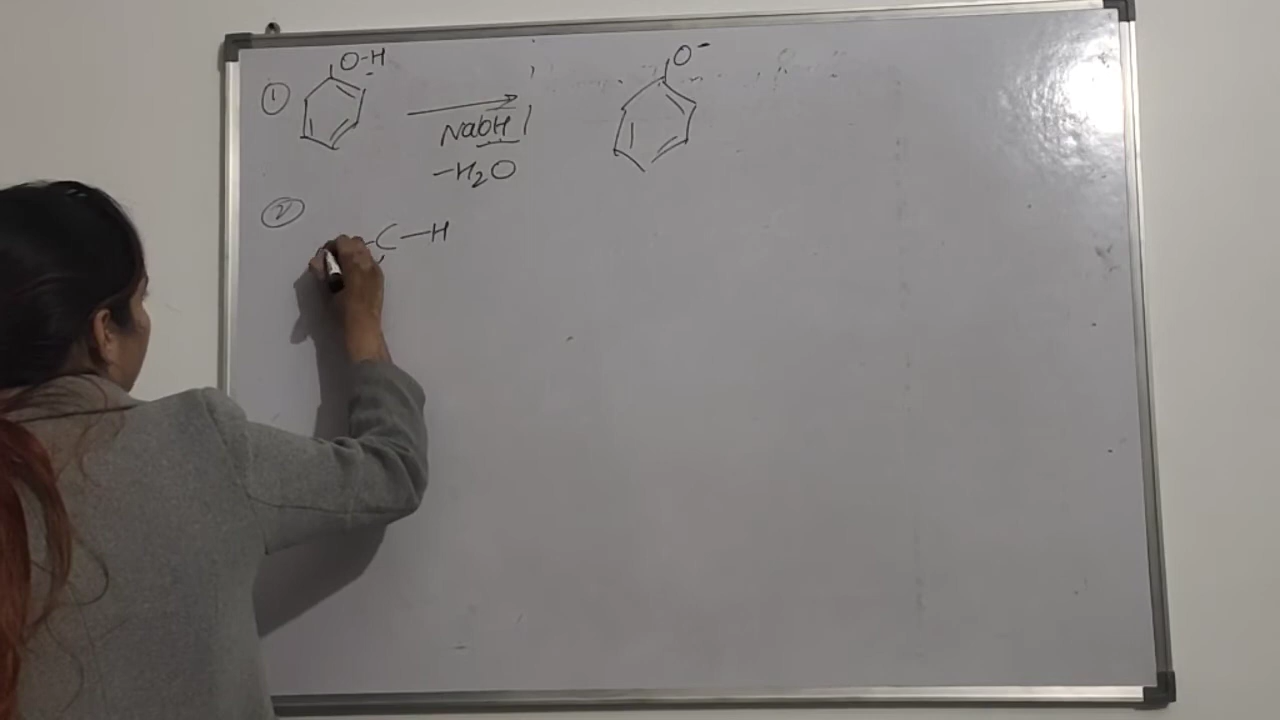 ① O-H O⁻
NaOH
-H₂O
②
C-H